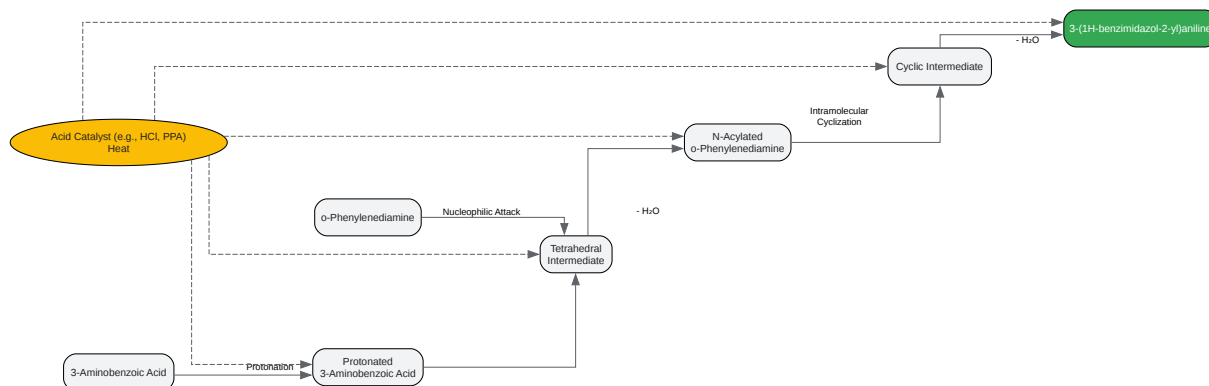 3-(1H-benzimidazol-2-yl)aniline
- H₂O
Cyclic Intermediate
Intramolecular
Cyclization
Acid Catalyst (e.g., HCl, PPA)
Heat
N-Acylated
o-Phenylenediamine
o-Phenylenediamine
Nucleophilic Attack
- H₂O
Tetrahedral
Intermediate
Protonated
3-Aminobenzoic Acid
Protonation
3-Aminobenzoic Acid